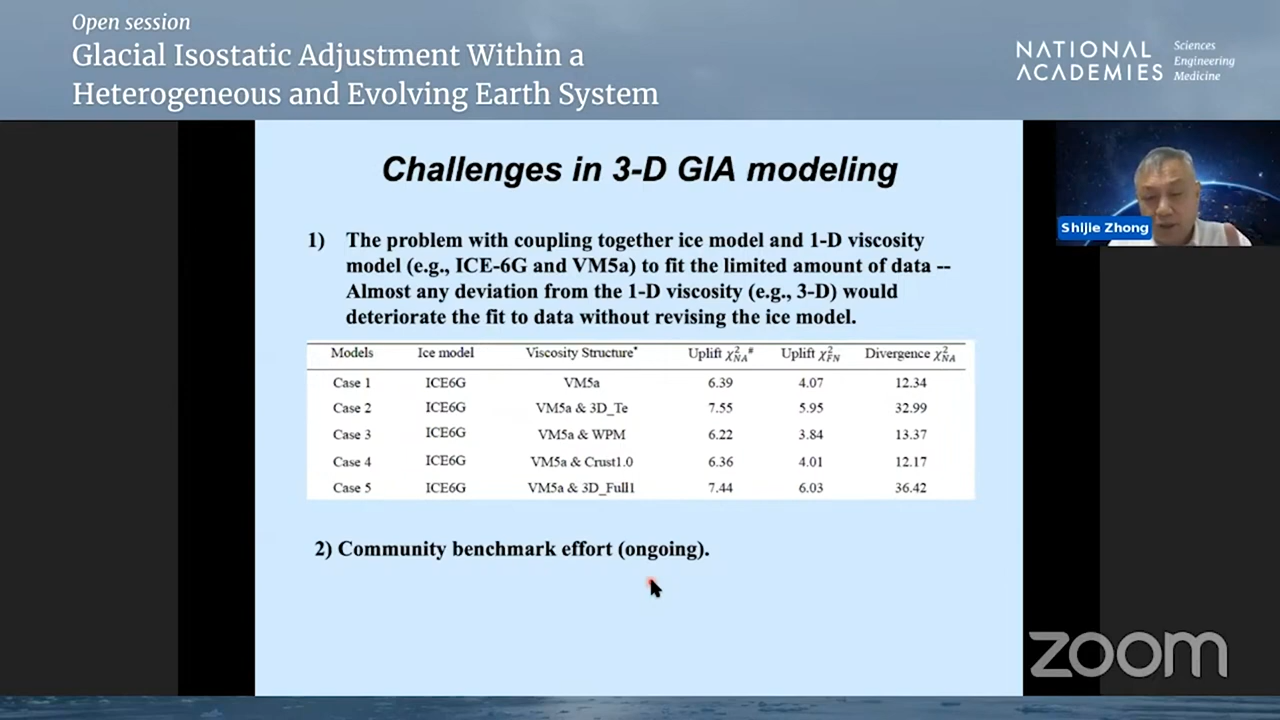 Open session
Glacial Isostatic Adjustment Within a
Heterogeneous and Evolving Earth System
NATIONAL
ACADEMIES
Sciences
Engineering
Medicine
Shijie Zhong
Challenges in 3-D GIA modeling
1) The problem with coupling together ice model and 1-D viscosity
model (e.g., ICE-6G and VM5a) to fit the limited amount of data --
Almost any deviation from the 1-D viscosity (e.g., 3-D) would
deteriorate the fit to data without revising the ice model.
Models Ice model Viscosity Structure* Uplift χ²NA# Uplift χ²FN Divergence χ²NA
Case 1 ICE6G VM5a 6.39 4.07 12.34
Case 2 ICE6G VM5a & 3D_Te 7.55 5.95 32.99
Case 3 ICE6G VM5a & WPM 6.22 3.84 13.37
Case 4 ICE6G VM5a & Crust1.0 6.36 4.01 12.17
Case 5 ICE6G VM5a & 3D_Full1 7.44 6.03 36.42
2) Community benchmark effort (ongoing).
zoom